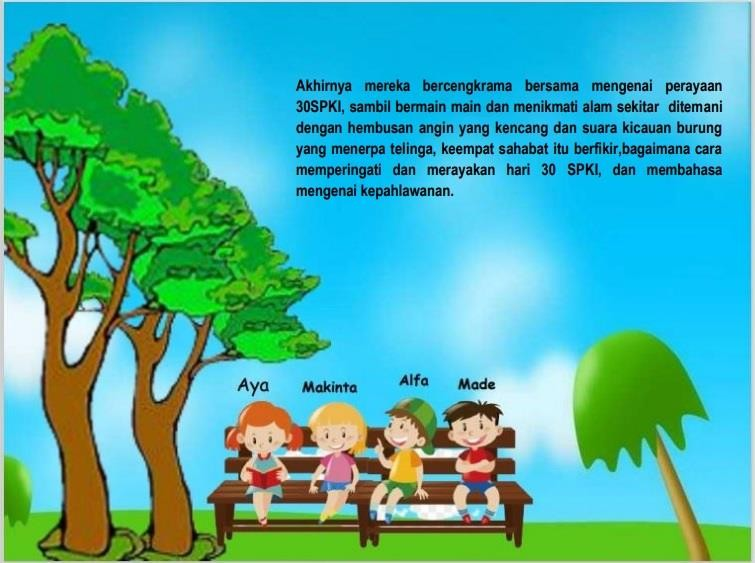 Akhirnya mereka bercengkrama bersama mengenai perayaan
30SPKI, sambil bermain main dan menikmati alam sekitar ditemani
dengan hembusan angin yang kencang dan suara kicauan burung
yang menerpa telinga, keempat sahabat itu berfikir,bagaimana cara
memperingati dan merayakan hari 30 SPKI, dan membahasa
mengenai kepahlawanan.
Aya
Makinta
Alfa
Made